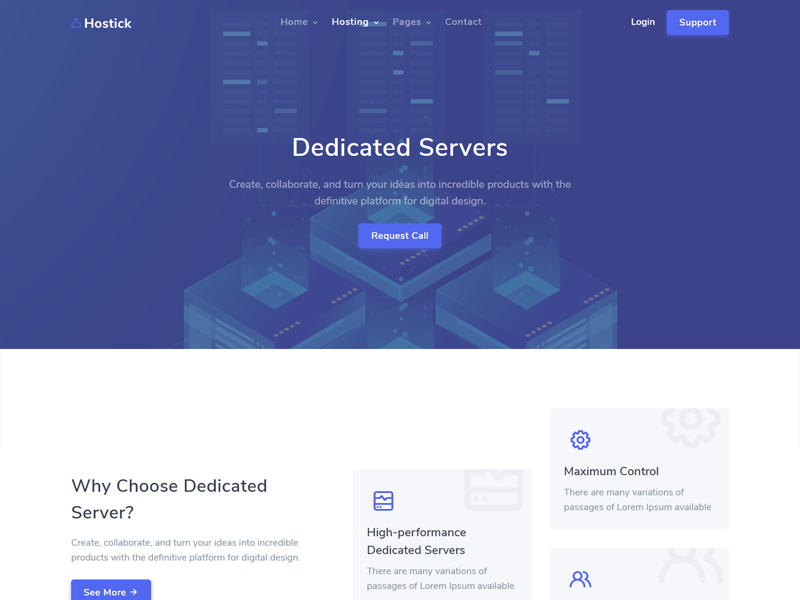 Hostick
Home
Hosting
Pages
Contact
Login
Support
Dedicated Servers
Create, collaborate, and turn your ideas into incredible products with the
definitive platform for digital design.
Request Call
Why Choose Dedicated
Server?
Create, collaborate, and turn your ideas into incredible
products with the definitive platform for digital design.
See More →
High-performance
Dedicated Servers
There are many variations of
passages of Lorem Ipsum available
Maximum Control
There are many variations of
passages of Lorem Ipsum available